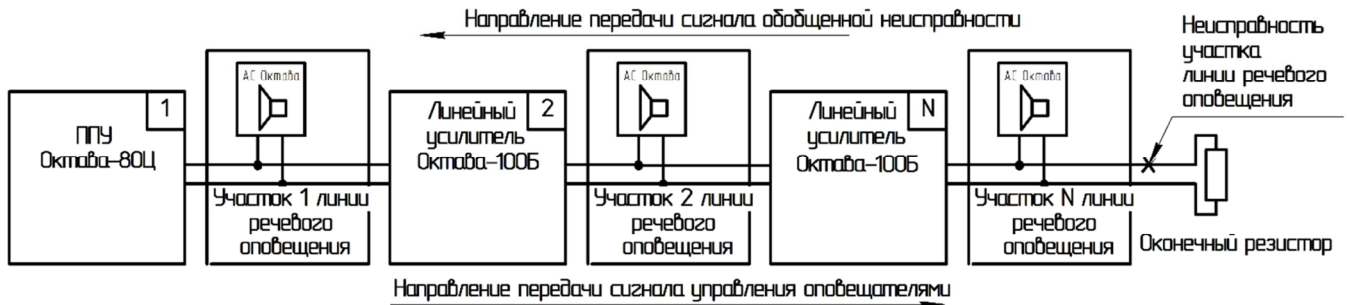 Направление передачи сигнала обобщенной неисправности
Неисправность
участка
линии речевого
оповещения
1
ППУ
Октава-80Ц
АС Октава
Участок 1 линии
речевого
оповещения
2
Линейный
усилитель
Октава-100Б
АС Октава
Участок 2 линии
речевого
оповещения
N
Линейный
усилитель
Октава-100Б
АС Октава
Участок N линии
речевого
оповещения
Оконечный резистор
Направление передачи сигнала управления оповещателями